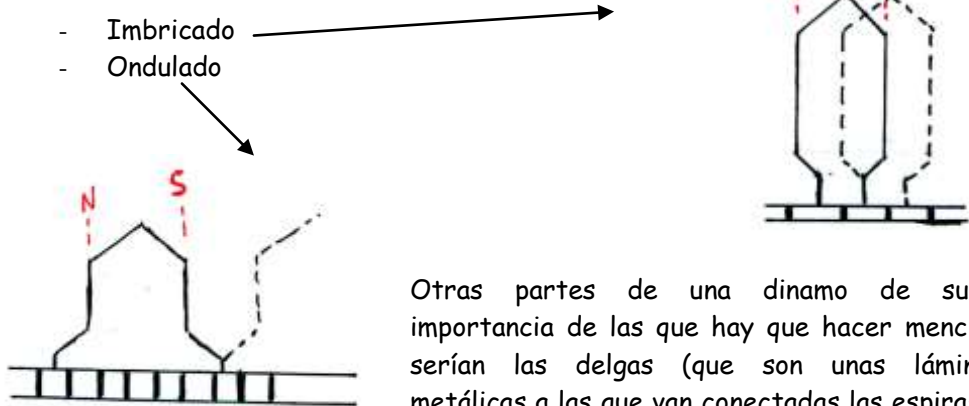 - Imbricado
- Ondulado
N S
Otras partes de una dinamo de su
importancia de las que hay que hacer menc
serían las delgas (que son unas lámir
metálicas a las que van conectadas las espira